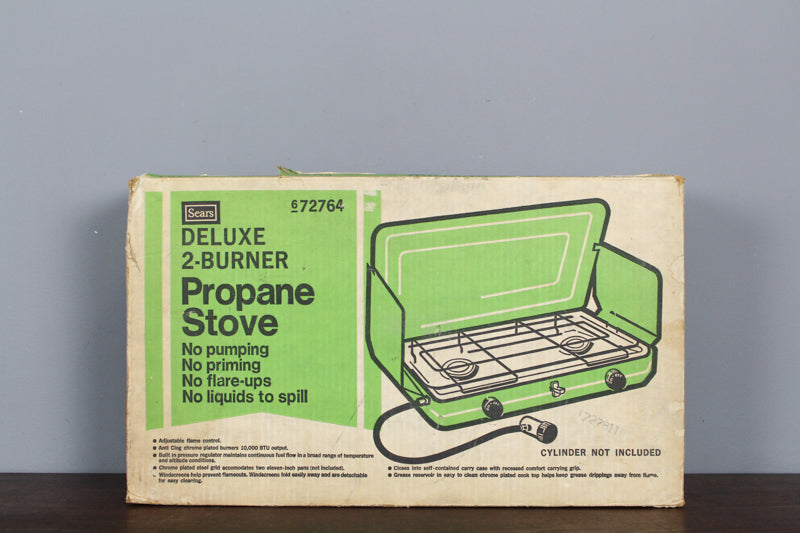 Sears
6 72764
DELUXE
2-BURNER
Propane
Stove
No pumping
No priming
No flare-ups
No liquids to spill
● Adjustable flame control.
● Anti Clog chrome plated burners 10,000 BTU output.
● Built in pressure regulator maintains continuous fuel flow in a broad range of temperature
and altitude conditions.
● Chrome plated steel grid accomodates two eleven-inch pans (not included).
● Windscreens help prevent flameouts. Windscreens fold easily away and are detachable
for easy cleaning.
CYLINDER NOT INCLUDED
● Closes into self-contained carry case with recessed comfort carrying grip.
● Grease reservoir in easy to clean chrome plated cook top helps keep grease drippings away from flame.